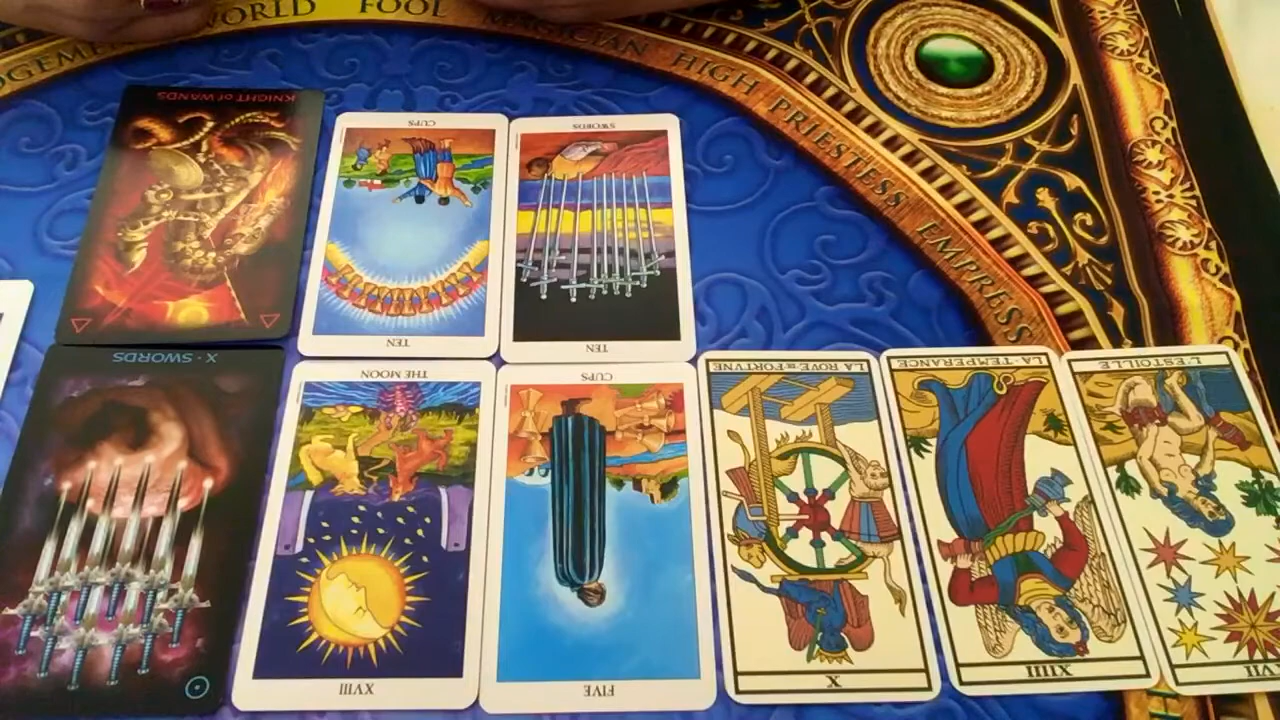 WORLD FOOL MAGICIAN HIGH PRIESTESS EMPRESS
KNIGHT of WANDS
CUPS
TEN
SWORDS
TEN
X · SWORDS
THE MOON
XVIII
CUPS
FIVE
LA ROVE DE FORTVNE
X
LA·TEMPERANCE
XIIII
L'ESTOILLE